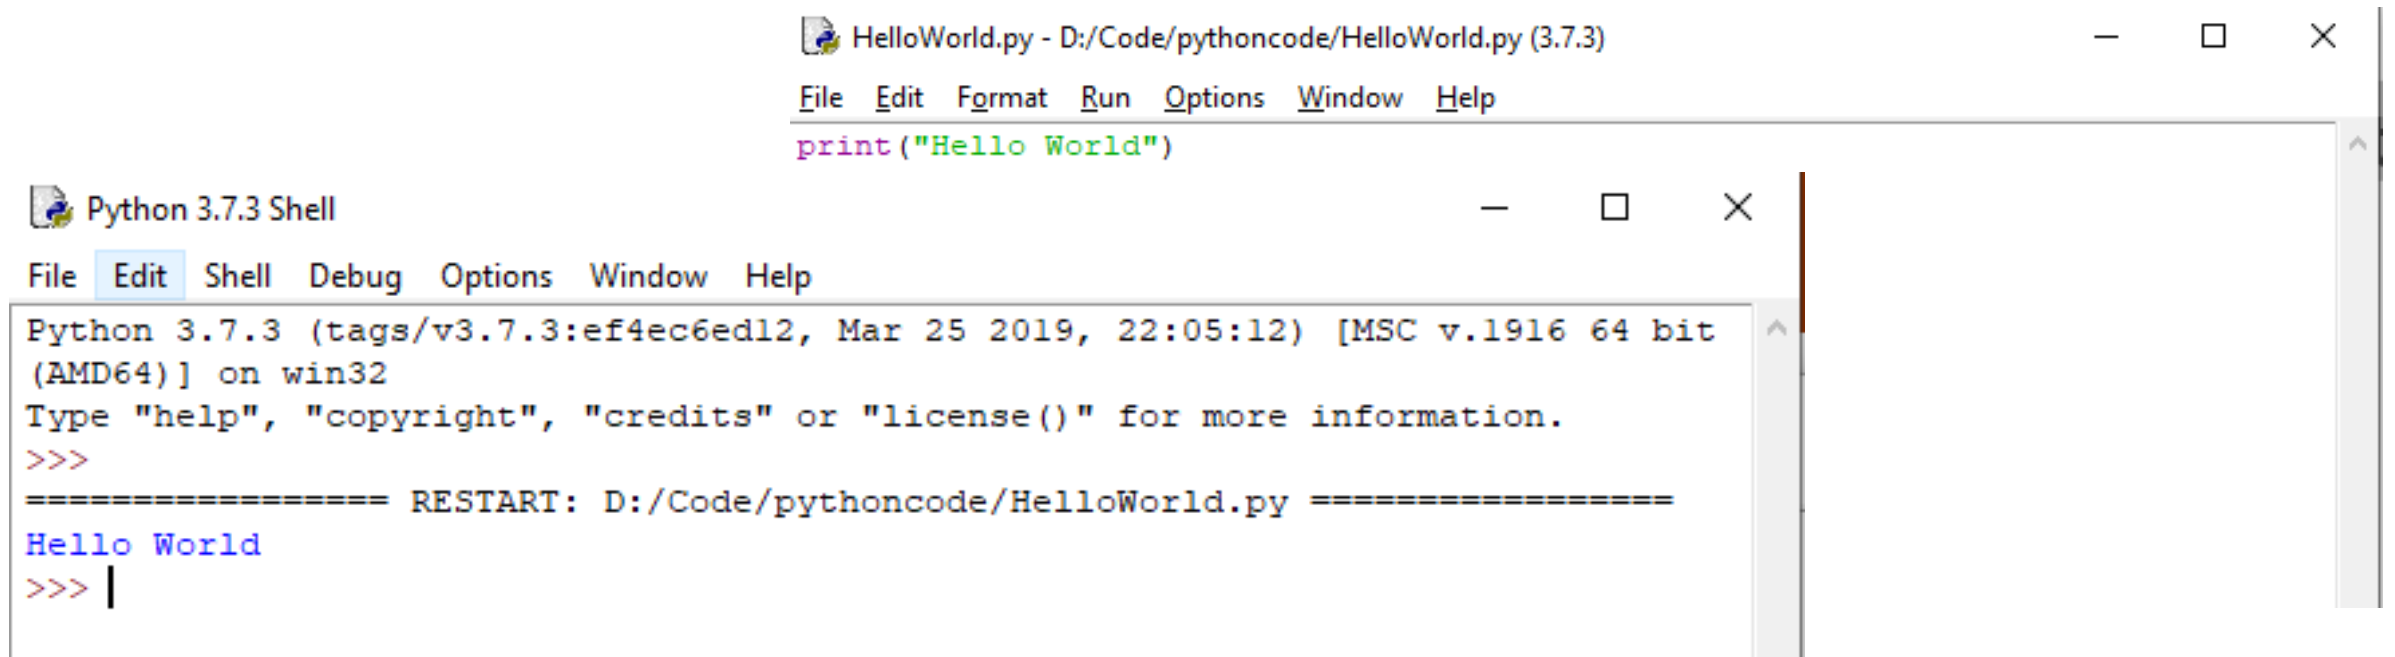 HelloWorld.py - D:/Code/pythoncode/HelloWorld.py (3.7.3)
File Edit Format Run Options Window Help
print("Hello World")
Python 3.7.3 Shell
File Edit Shell Debug Options Window Help
Python 3.7.3 (tags/v3.7.3:ef4ec6ed12, Mar 25 2019, 22:05:12) [MSC v.1916 64 bit
(AMD64)] on win32
Type "help", "copyright", "credits" or "license()" for more information.
>>>
================= RESTART: D:/Code/pythoncode/HelloWorld.py =================
Hello World
>>>